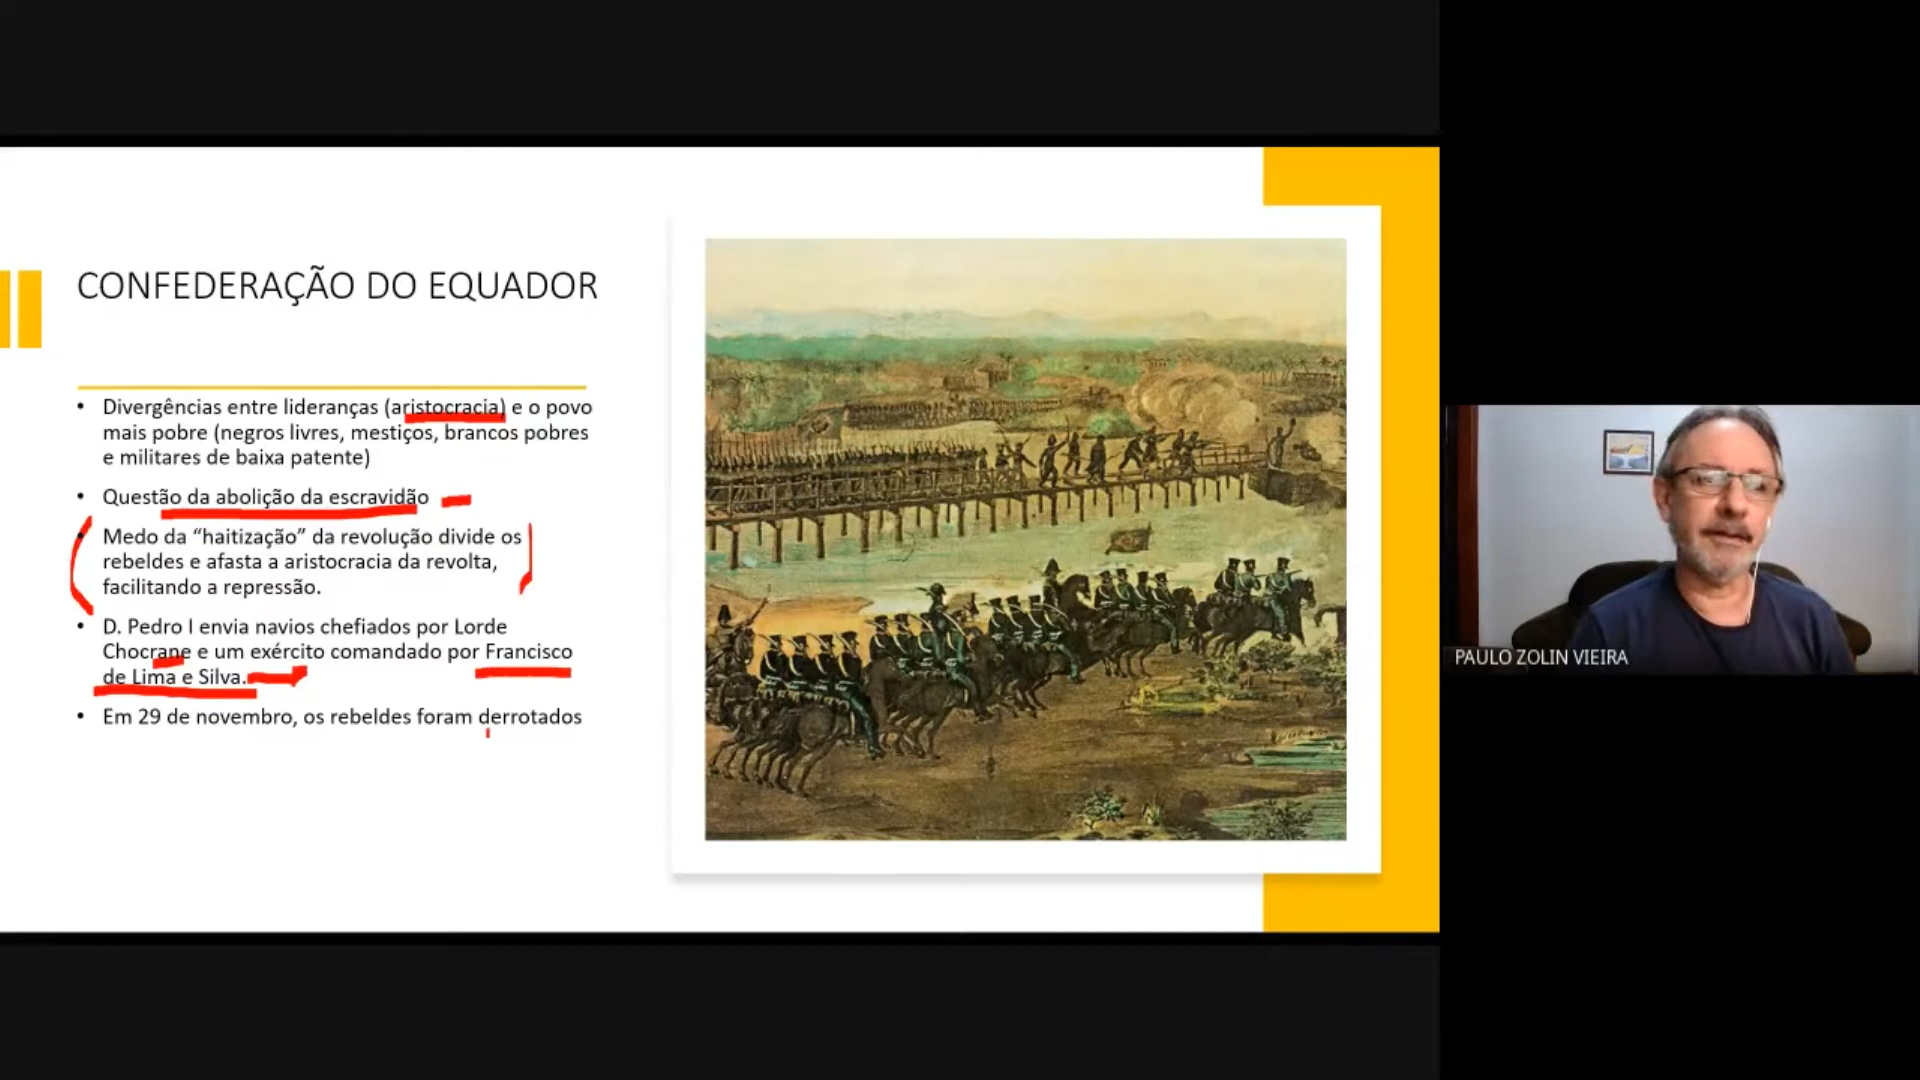 CONFEDERAÇÃO DO EQUADOR
• Divergências entre lideranças (aristocracia) e o povo
mais pobre (negros livres, mestiços, brancos pobres
e militares de baixa patente)
• Questão da abolição da escravidão
• Medo da “haitização” da revolução divide os
rebeldes e afasta a aristocracia da revolta,
facilitando a repressão.
• D. Pedro I envia navios chefiados por Lorde
Chocrane e um exército comandado por Francisco
de Lima e Silva.
• Em 29 de novembro, os rebeldes foram derrotados
PAULO ZOLIN VIEIRA